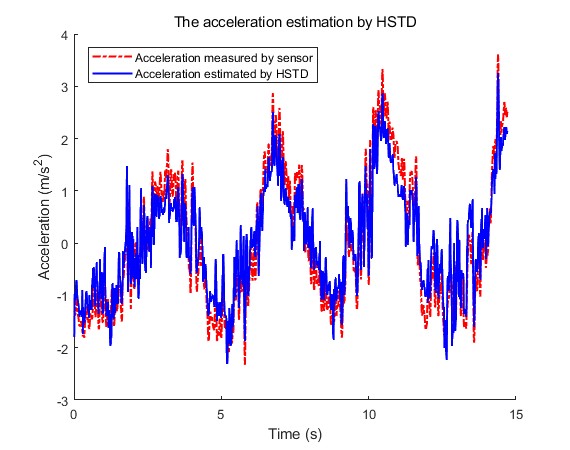 The acceleration estimation by HSTD
Acceleration measured by sensor
Acceleration estimated by HSTD
4
3
2
1
0
-1
-2
-3
Acceleration (m/s²)
0
5
10
15
Time (s)